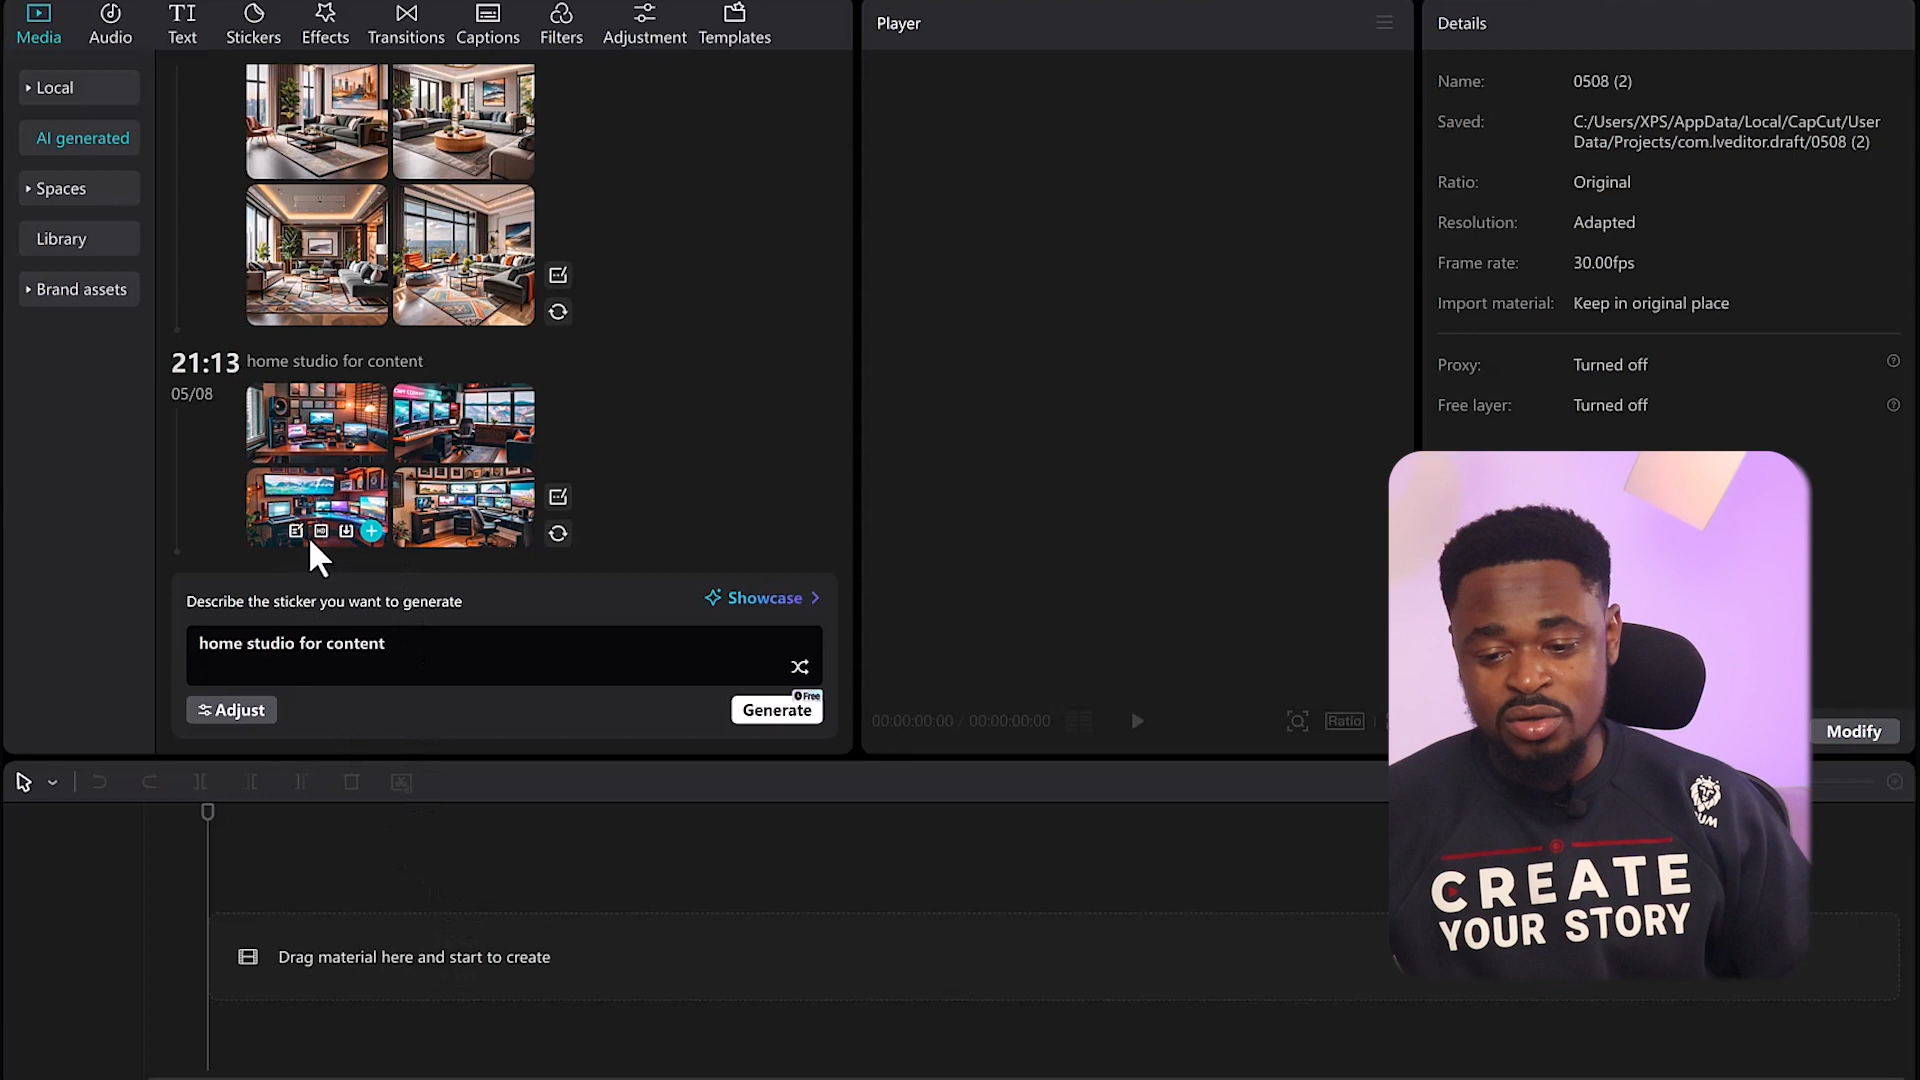 Media
Audio
Text
Stickers
Effects
Transitions
Captions
Filters
Adjustment
Templates
Local
AI generated
Spaces
Library
Brand assets
21:13 home studio for content
05/08
HD
Describe the sticker you want to generate
Showcase
home studio for content
Adjust
Free
Generate
Player
00:00:00:00 / 00:00:00:00
Ratio
Details
Name: 0508 (2)
Saved: C:/Users/XPS/AppData/Local/CapCut/User
Data/Projects/com.lveditor.draft/0508 (2)
Ratio: Original
Resolution: Adapted
Frame rate: 30.00fps
Import material: Keep in original place
Proxy: Turned off
Free layer: Turned off
Modify
Drag material here and start to create
CREATE
YOUR STORY